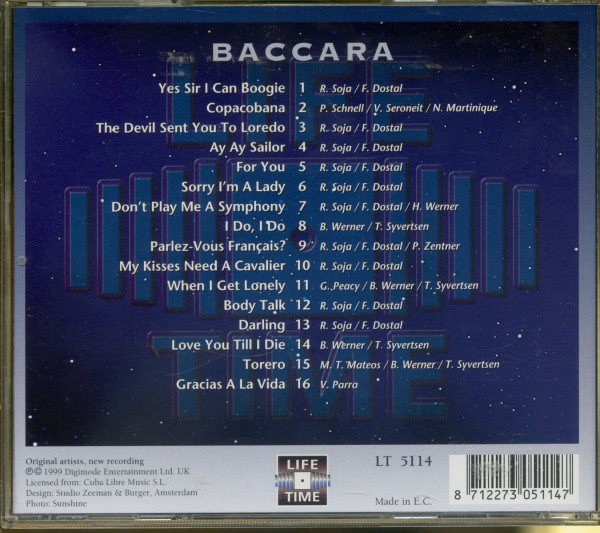 BACCARA
Yes Sir I Can Boogie 1 R. Soja / F. Dostal
Copacobana 2 P. Schnell / V. Seroneit / N. Martinique
The Devil Sent You To Loredo 3 R. Soja / F. Dostal
Ay Ay Sailor 4 R. Soja / F. Dostal
For You 5 R. Soja / F. Dostal
Sorry I'm A Lady 6 R. Soja / F. Dostal
Don't Play Me A Symphony 7 R. Soja / F. Dostal / H. Werner
I Do, I Do 8 B. Werner / T. Syvertsen
Parlez-Vous Français? 9 R. Soja / F. Dostal / P. Zentner
My Kisses Need A Cavalier 10 R. Soja / F. Dostal
When I Get Lonely 11 G. Peacy / B. Werner / T. Syvertsen
Body Talk 12 R. Soja / F. Dostal
Darling 13 R. Soja / F. Dostal
Love You Till I Die 14 B. Werner / T. Syvertsen
Torero 15 M. T. Mateos / B. Werner / T. Syvertsen
Gracias A La Vida 16 V. Parra
LIFE
TIME
Original artists, new recording
℗© 1999 Digimode Entertainment Ltd. UK
Licensed from: Cuba Libre Music S.L.
Design: Studio Zeeman & Burger, Amsterdam
Photo: Sunshine
LIFE
TIME
LT 5114
Made in E.C.
8 712273 051147